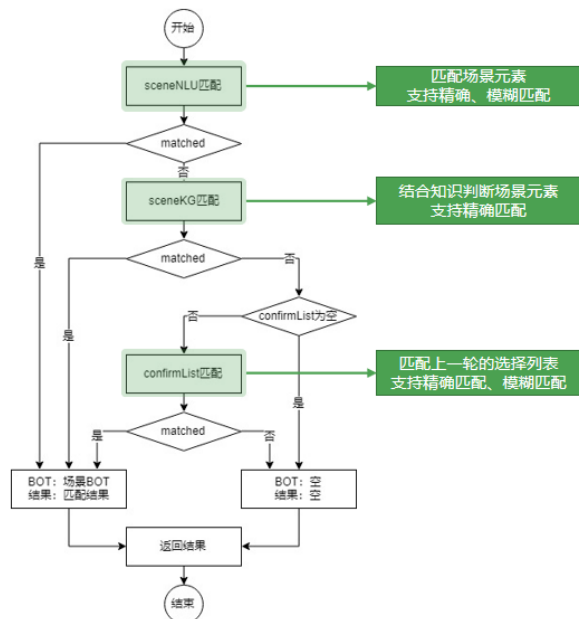 开始
sceneNLU匹配
匹配场景元素
支持精确、模糊匹配
matched
否
sceneKG匹配
结合知识判断场景元素
支持精确匹配
是
matched
否
是
confirmList为空
否
confirmList匹配
匹配上一轮的选择列表
支持精确匹配、模糊匹配
是
matched
是
否
BOT：场景BOT
结果：匹配结果
BOT：空
结果：空
返回结果
结束